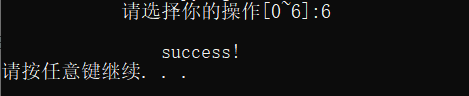 请选择你的操作[0~6]:6
success!
请按任意键继续. . .